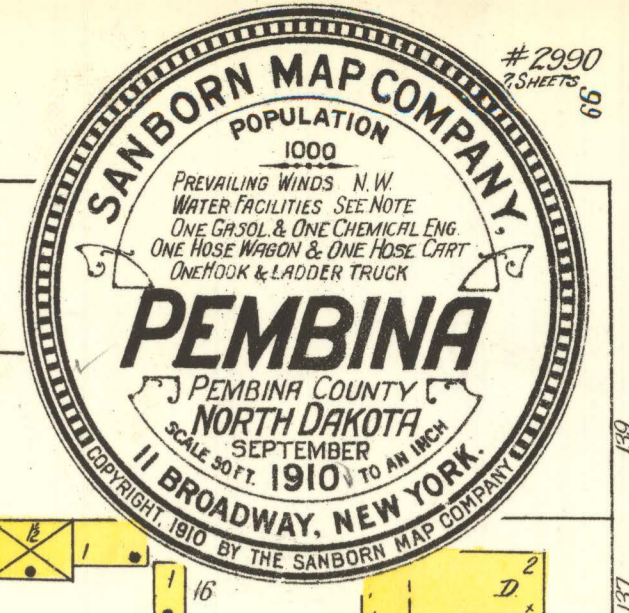 #2990
?, SHEETS
99
SANBORN MAP COMPANY,
POPULATION
1000
PREVAILING WINDS N.W.
WATER FACILITIES SEE NOTE
ONE GASOL. & ONE CHEMICAL ENG.
ONE HOSE WAGON & ONE HOSE CART
ONE HOOK & LADDER TRUCK
PEMBINA
PEMBINA COUNTY
NORTH DAKOTA
SEPTEMBER
1910
SCALE 50 FT. TO AN INCH
11 BROADWAY, NEW YORK.
COPYRIGHT, 1910 BY THE SANBORN MAP COMPANY
139
137
1½
1
1
16
2
D.
x